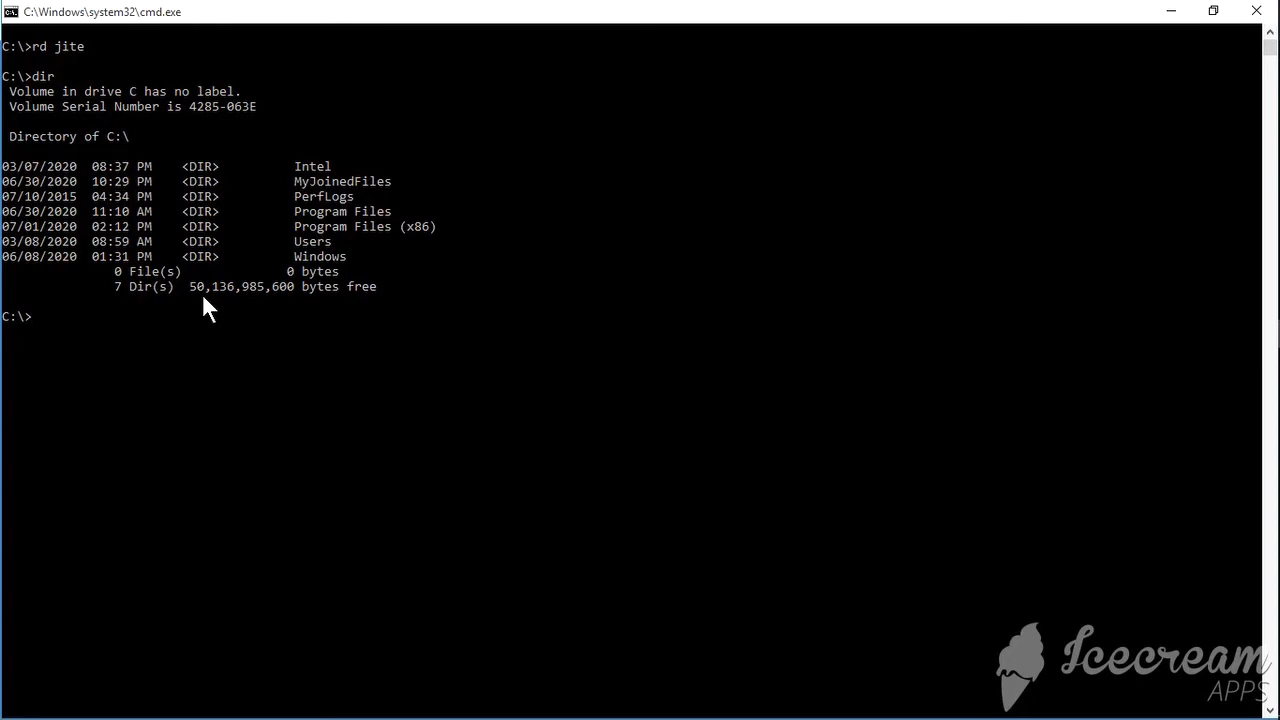 C:\Windows\system32\cmd.exe
C:\>rd jite
C:\>dir
Volume in drive C has no label.
Volume Serial Number is 4285-063E
Directory of C:\
03/07/2020  08:37 PM    <DIR>          Intel
06/30/2020  10:29 PM    <DIR>          MyJoinedFiles
07/10/2015  04:34 PM    <DIR>          PerfLogs
06/30/2020  11:10 AM    <DIR>          Program Files
07/01/2020  02:12 PM    <DIR>          Program Files (x86)
03/08/2020  08:59 AM    <DIR>          Users
06/08/2020  01:31 PM    <DIR>          Windows
0 File(s)              0 bytes
7 Dir(s)  50,136,985,600 bytes free
C:\>
Icecream
APPS